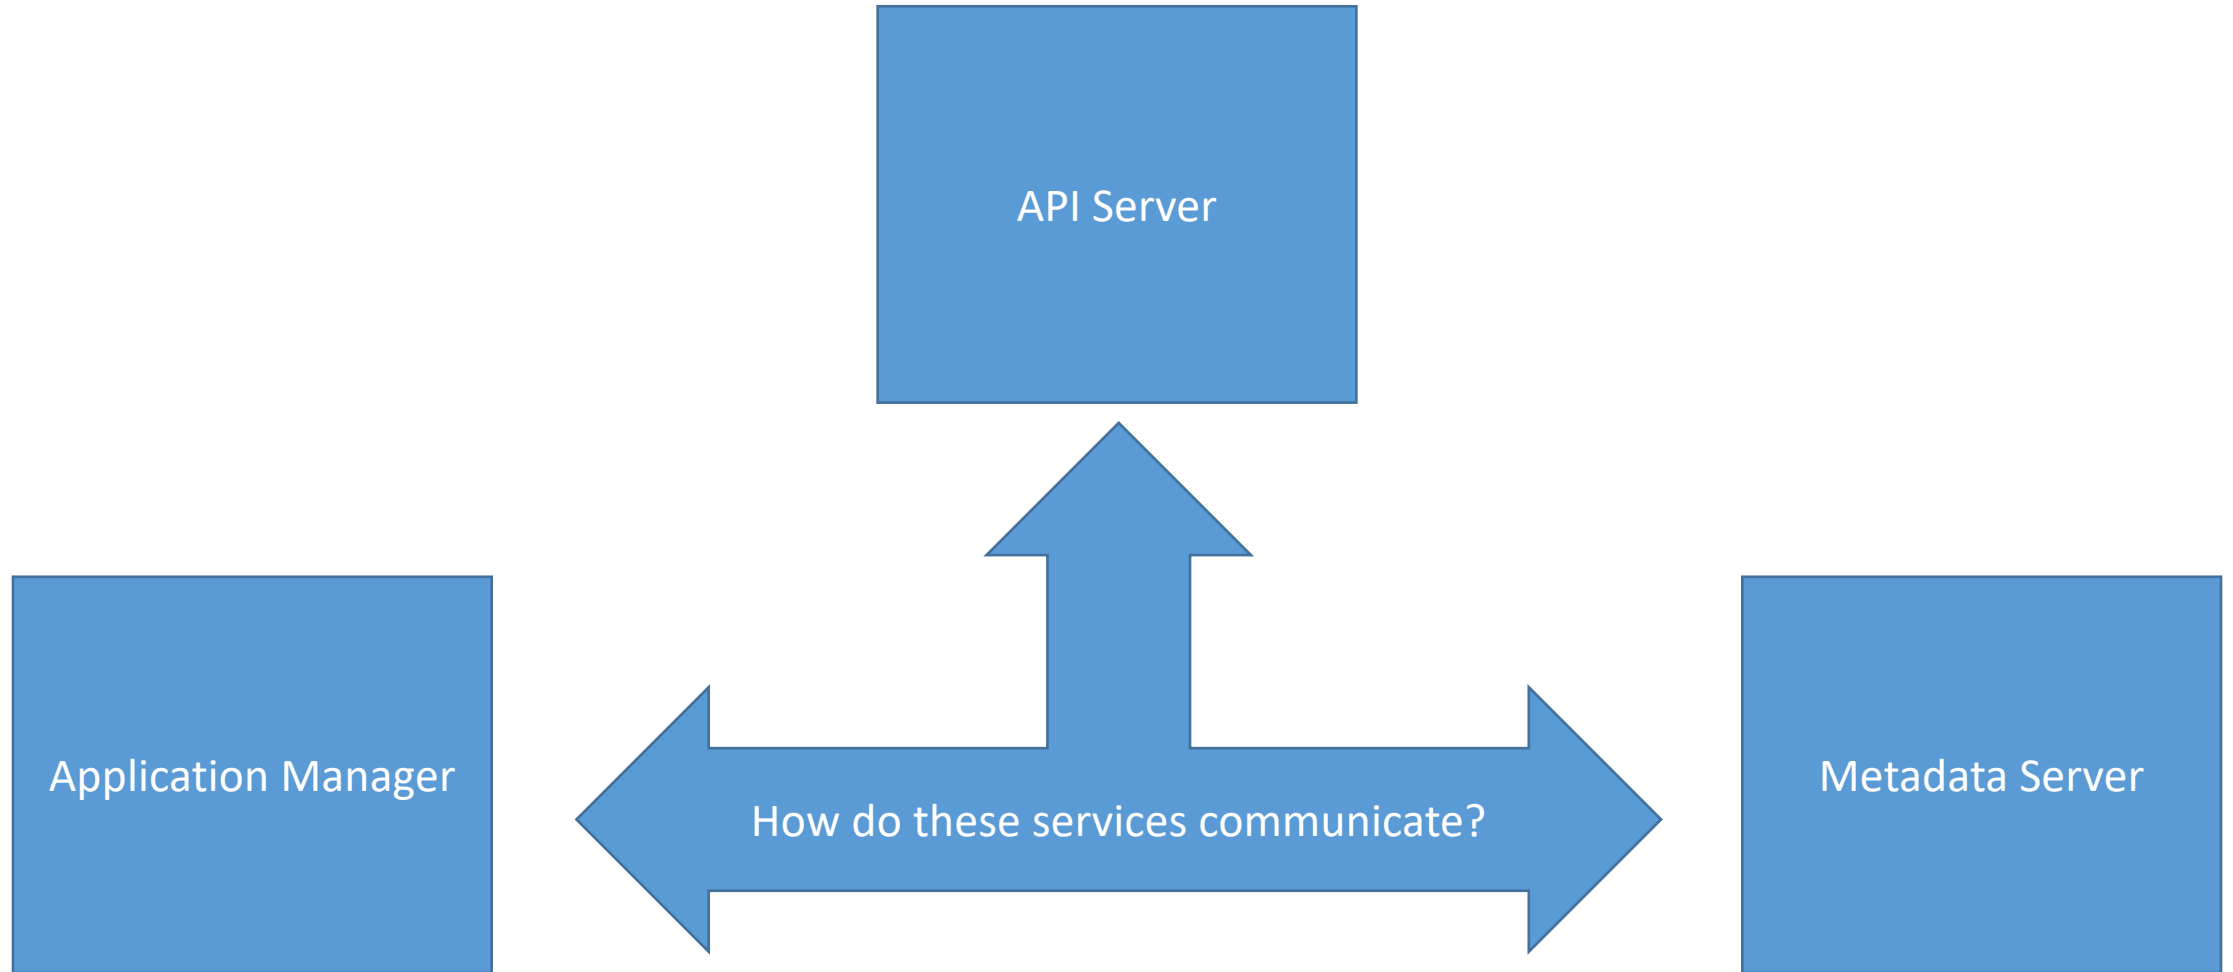 API Server
Application Manager
Metadata Server
How do these services communicate?